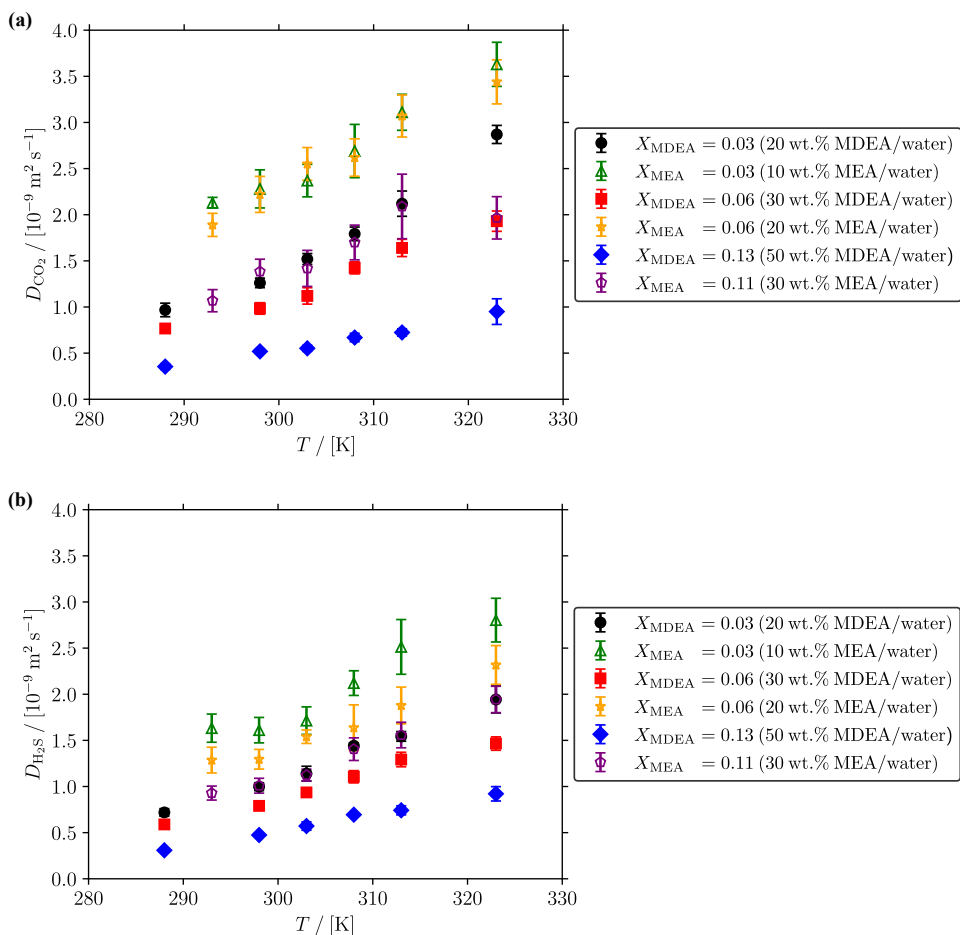 (a)
4.0
3.5
3.0
2.5
2.0
1.5
1.0
0.5
0.0
D_CO₂ / [10⁻⁹ m² s⁻¹]
280 290 300 310 320 330
T / [K]
X_MDEA = 0.03 (20 wt.% MDEA/water)
X_MEA = 0.03 (10 wt.% MEA/water)
X_MDEA = 0.06 (30 wt.% MDEA/water)
X_MEA = 0.06 (20 wt.% MEA/water)
X_MDEA = 0.13 (50 wt.% MDEA/water)
X_MEA = 0.11 (30 wt.% MEA/water)
(b)
4.0
3.5
3.0
2.5
2.0
1.5
1.0
0.5
0.0
D_H₂S / [10⁻⁹ m² s⁻¹]
280 290 300 310 320 330
T / [K]
X_MDEA = 0.03 (20 wt.% MDEA/water)
X_MEA = 0.03 (10 wt.% MEA/water)
X_MDEA = 0.06 (30 wt.% MDEA/water)
X_MEA = 0.06 (20 wt.% MEA/water)
X_MDEA = 0.13 (50 wt.% MDEA/water)
X_MEA = 0.11 (30 wt.% MEA/water)